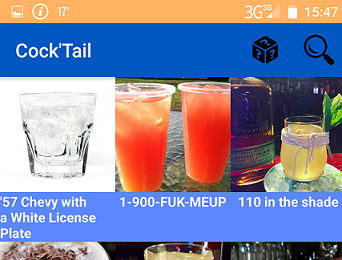 17° 3G 3G 15:47
Cock'Tail
'57 Chevy with
a White License
Plate
1-900-FUK-MEUP
110 in the shade